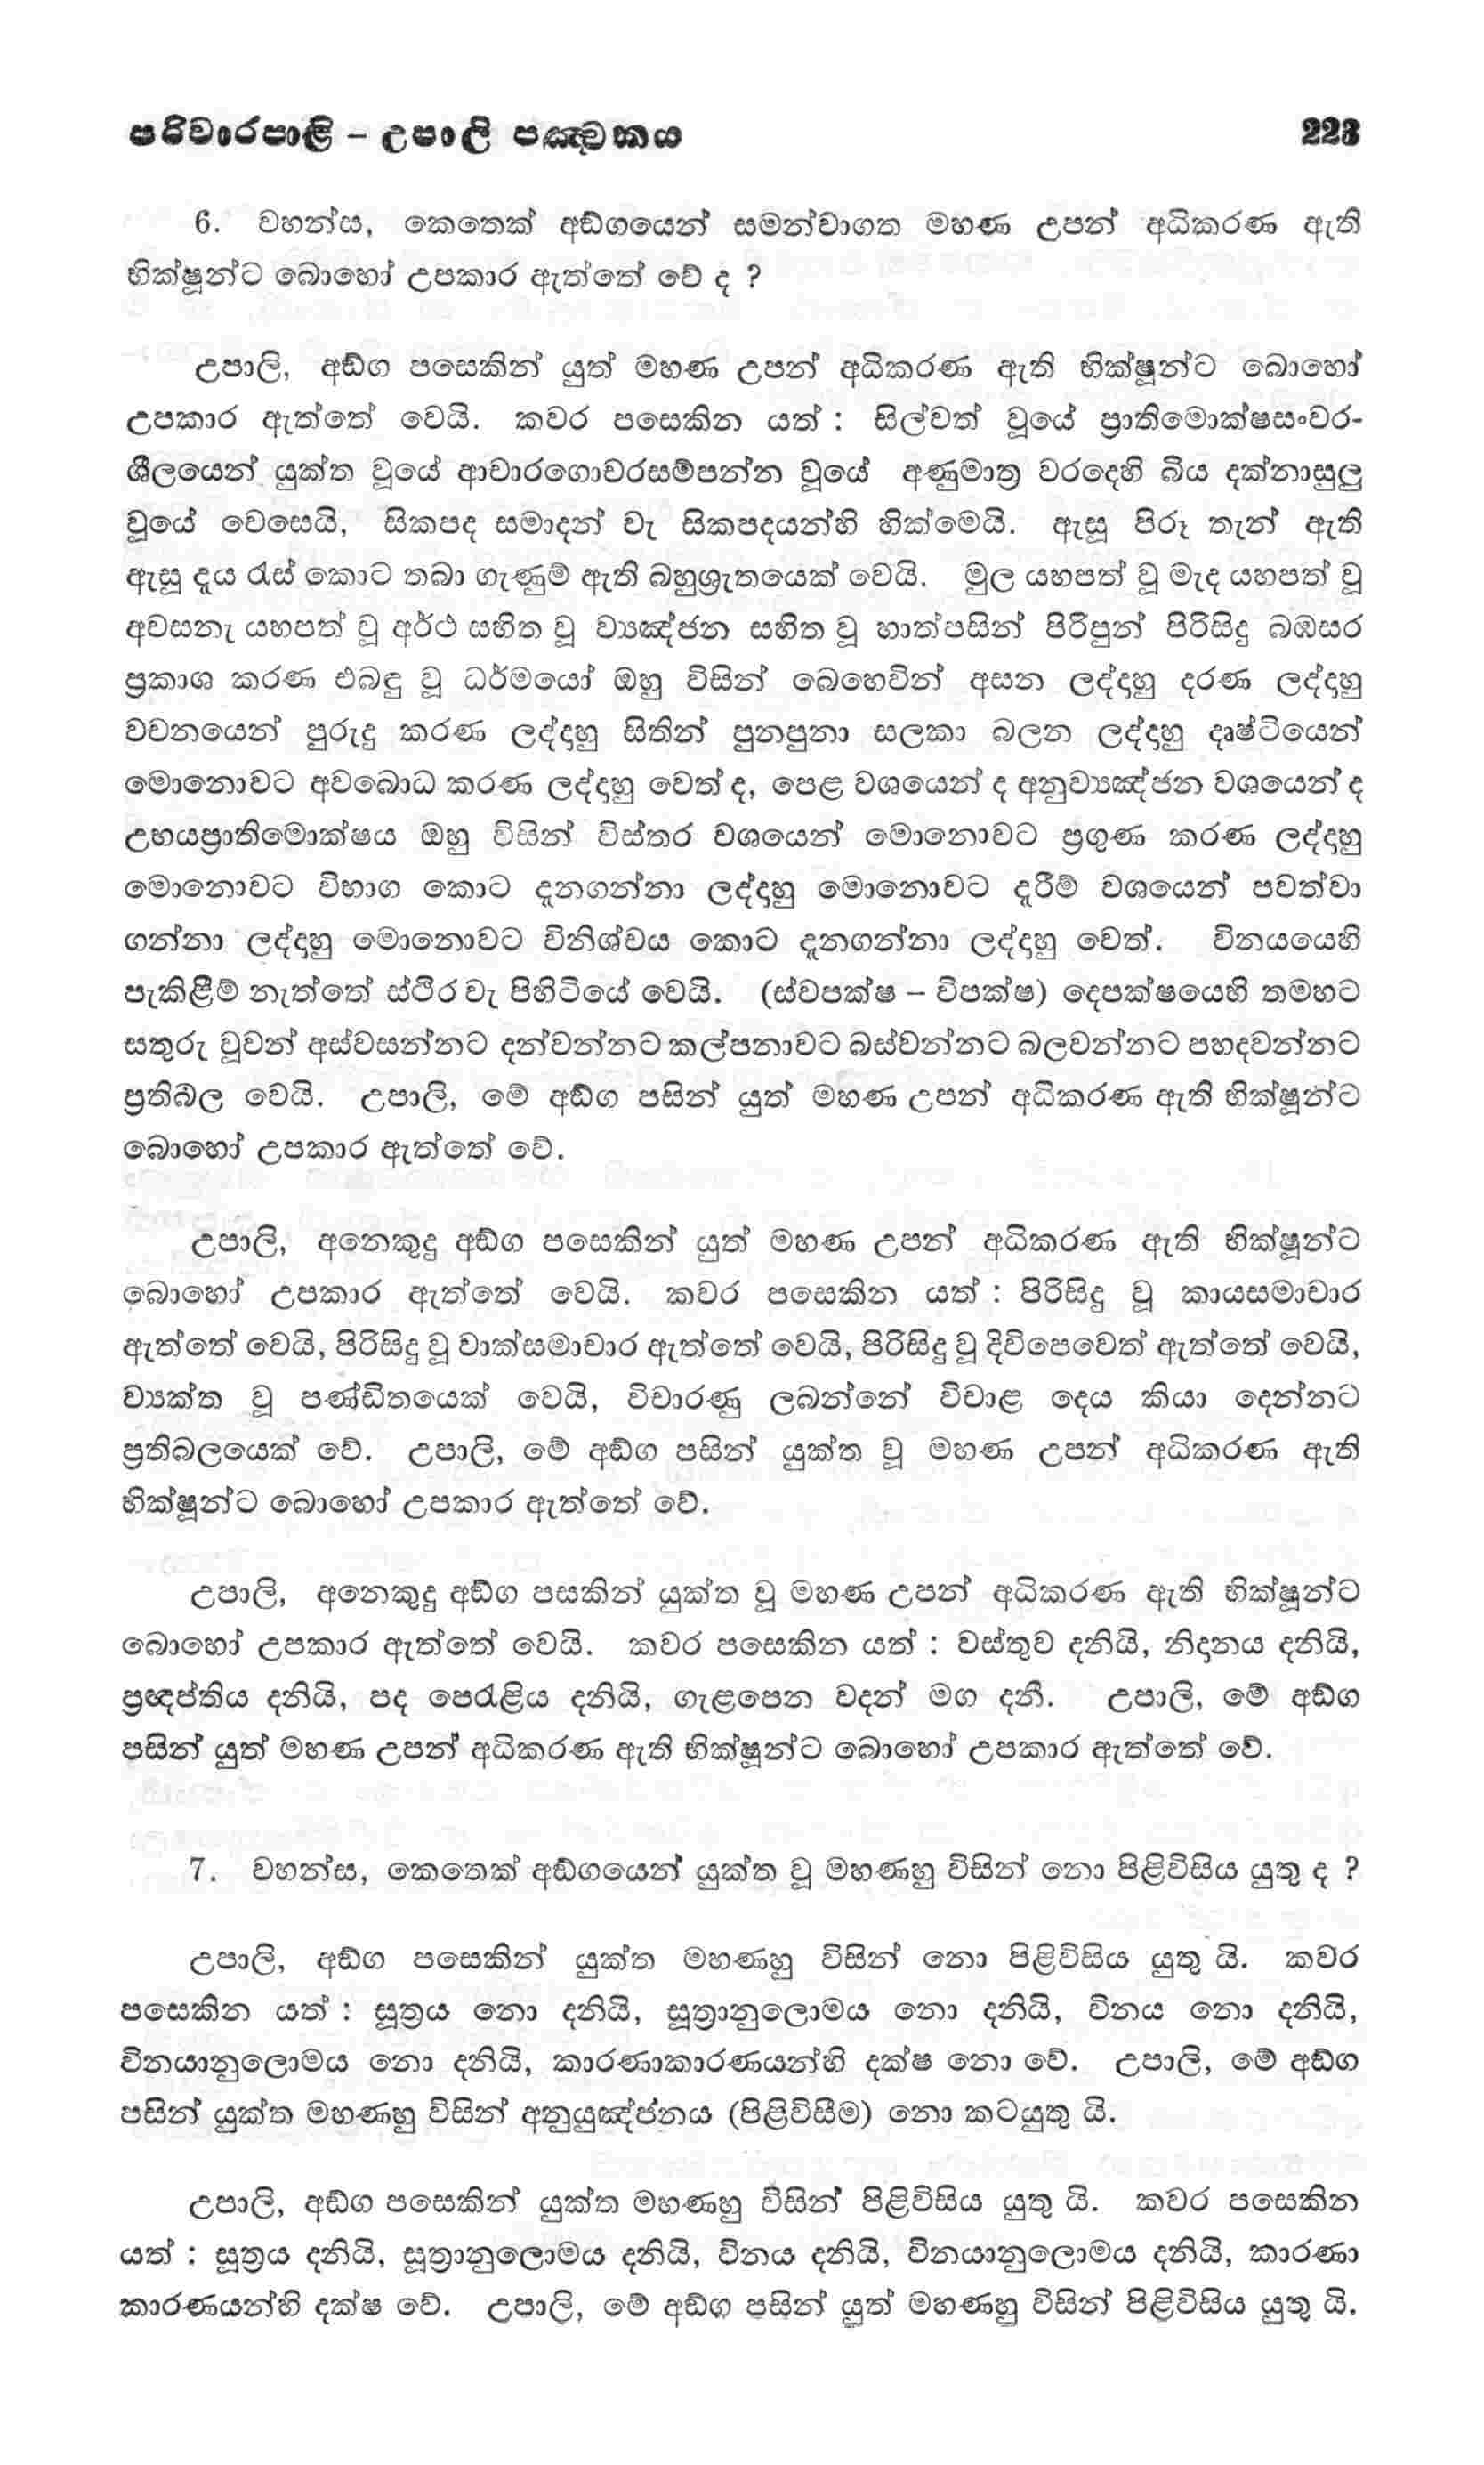 පරිවාරපාළි – උපාලි පඤ්චකය 223
6. වහන්ස, කෙතෙක් අඞ්ගයෙන් සමන්වාගත මහණ උපන් අධිකරණ ඇති
භික්ෂූන්ට බොහෝ උපකාර ඇත්තේ වේ ද ?
උපාලි, අඞ්ග පසෙකින් යුත් මහණ උපන් අධිකරණ ඇති භික්ෂූන්ට බොහෝ
උපකාර ඇත්තේ වෙයි. කවර පසෙකින යත් : සිල්වත් වූයේ ප්‍රාතිමොක්ෂසංවර-
ශීලයෙන් යුක්ත වූයේ ආචාරගොචරසම්පන්න වූයේ අණුමාත්‍ර වරදෙහි බිය දක්නාසුලු
වූයේ වෙසෙයි, සිකපද සමාදන් වැ සිකපදයන්හි හික්මෙයි. ඇසූ පිරූ තැන් ඇති
ඇසූ දැය රැස් කොට තබා ගැණුම් ඇති බහුශ්‍රැතයෙක් වෙයි. මුල යහපත් වූ මැද යහපත් වූ
අවසනැ යහපත් වූ අර්ථ සහිත වූ ව්‍යඤ්ජන සහිත වූ හාත්පසින් පිරිපුන් පිරිසිදු බඹසර
ප්‍රකාශ කරණ එබඳු වූ ධර්මයෝ ඔහු විසින් බෙහෙවින් අසන ලද්දාහු දරණ ලද්දාහු
වචනයෙන් පුරුදු කරණ ලද්දාහු සිතින් පුනපුනා සලකා බලන ලද්දාහු දෘෂ්ටියෙන්
මොනොවට අවබොධ කරණ ලද්දාහු වෙත් ද, පෙළ වශයෙන් ද අනුව්‍යඤ්ජන වශයෙන් ද
උභයප්‍රාතිමොක්ෂය ඔහු විසින් විස්තර වශයෙන් මොනොවට ප්‍රගුණ කරණ ලද්දාහු
මොනොවට විභාග කොට දැනගන්නා ලද්දාහු මොනොවට දැරීම් වශයෙන් පවත්වා
ගන්නා ලද්දාහු මොනොවට විනිශ්චය කොට දැනගන්නා ලද්දාහු වෙත්. විනයයෙහි
පැකිළීම් නැත්තේ ස්ථිර වැ පිහිටියේ වෙයි. (ස්වපක්ෂ – විපක්ෂ) දෙපක්ෂයෙහි තමහට
සතුරු වූවන් අස්වසන්නට දන්වන්නට කල්පනාවට බස්වන්නට බලවන්නට පහදවන්නට
ප්‍රතිබල වෙයි. උපාලි, මේ අඞ්ග පසින් යුත් මහණ උපන් අධිකරණ ඇති භික්ෂූන්ට
බොහෝ උපකාර ඇත්තේ වේ.
උපාලි, අනෙකුදු අඞ්ග පසෙකින් යුත් මහණ උපන් අධිකරණ ඇති භික්ෂූන්ට
බොහෝ උපකාර ඇත්තේ වෙයි. කවර පසෙකින යත් : පිරිසිදු වූ කායසමාචාර
ඇත්තේ වෙයි, පිරිසිදු වූ වාක්සමාචාර ඇත්තේ වෙයි, පිරිසිදු වූ දිවිපෙවෙත් ඇත්තේ වෙයි,
ව්‍යක්ත වූ පණ්ඩිතයෙක් වෙයි, විචාරණු ලබන්නේ විචාළ දෙය කියා දෙන්නට
ප්‍රතිබලයෙක් වේ. උපාලි, මේ අඞ්ග පසින් යුක්ත වූ මහණ උපන් අධිකරණ ඇති
භික්ෂූන්ට බොහෝ උපකාර ඇත්තේ වේ.
උපාලි, අනෙකුදු අඞ්ග පසකින් යුක්ත වූ මහණ උපන් අධිකරණ ඇති භික්ෂූන්ට
බොහෝ උපකාර ඇත්තේ වෙයි. කවර පසෙකින යත් : වස්තුව දනියි, නිදානය දනියි,
ප්‍රඥප්තිය දනියි, පද පෙරැළිය දනියි, ගැළපෙන වදන් මග දනී. උපාලි, මේ අඞ්ග
පසින් යුත් මහණ උපන් අධිකරණ ඇති භික්ෂූන්ට බොහෝ උපකාර ඇත්තේ වේ.
7. වහන්ස, කෙතෙක් අඞ්ගයෙන් යුක්ත වූ මහණහු විසින් නො පිළිවිසිය යුතු ද ?
උපාලි, අඞ්ග පසෙකින් යුක්ත මහණහු විසින් නො පිළිවිසිය යුතු යි. කවර
පසෙකින යත් : සූත්‍රය නො දනියි, සූත්‍රානුලොමය නො දනියි, විනය නො දනියි,
විනයානුලොමය නො දනියි, කාරණාකාරණයන්හි දක්ෂ නො වේ. උපාලි, මේ අඞ්ග
පසින් යුක්ත මහණහු විසින් අනුයුඤ්ජනය (පිළිවිසීම) නො කටයුතු යි.
උපාලි, අඞ්ග පසෙකින් යුක්ත මහණහු විසින් පිළිවිසිය යුතු යි. කවර පසෙකින
යත් : සූත්‍රය දනියි, සූත්‍රානුලොමය දනියි, විනය දනියි, විනයානුලොමය දනියි, කාරණා
කාරණයන්හි දක්ෂ වේ. උපාලි, මේ අඞ්ග පසින් යුත් මහණහු විසින් පිළිවිසිය යුතු යි.